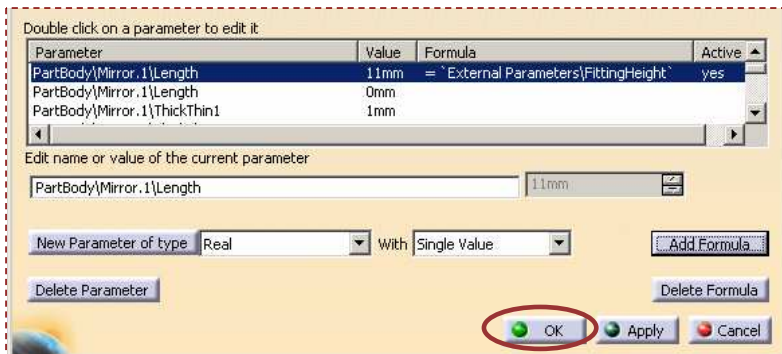 Double click on a parameter to edit it
Parameter Value Formula Active
PartBody\Mirror.1\Length 11mm = `External Parameters\FittingHeight` yes
PartBody\Mirror.1\Length 0mm
PartBody\Mirror.1\ThickThin1 1mm
Edit name or value of the current parameter
PartBody\Mirror.1\Length 11mm
New Parameter of type Real With Single Value Add Formula
Delete Parameter Delete Formula
OK Apply Cancel